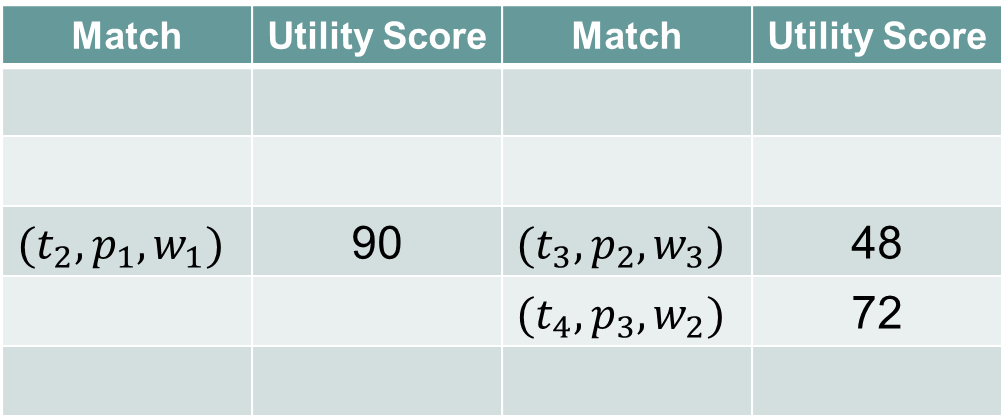 Match Utility Score Match Utility Score
(t₂, p₁, w₁) 90 (t₃, p₂, w₃) 48
(t₄, p₃, w₂) 72